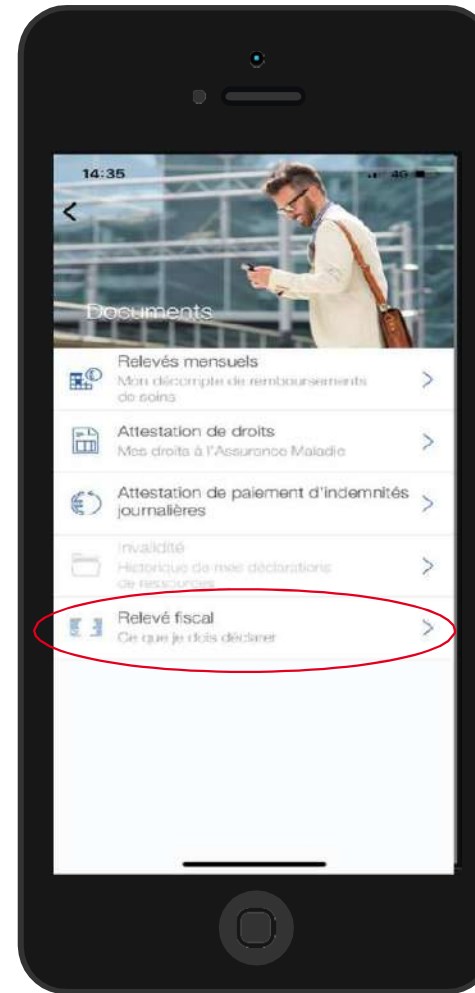 14:35
4G
Documents
Relevés mensuels
Mon décompte de remboursements
de soins
Attestation de droits
Mes droits à l'Assurance Maladie
Attestation de paiement d'indemnités
journalières
Invalidité
Historique de mes déclarations
de ressources
Relevé fiscal
Ce que je dois déclarer